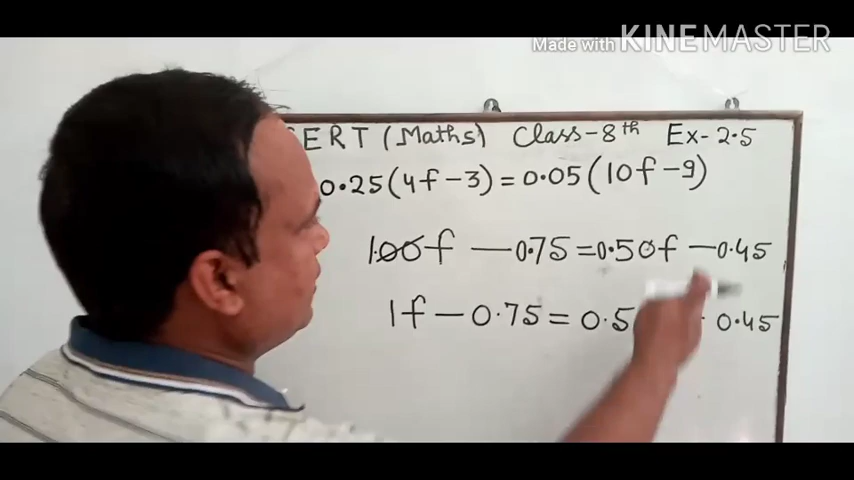 Made with KINEMASTER
ERT (Maths) Class-8th Ex-2.5
0.25(4f-3)=0.05(10f-9)
1.00f-0.75=0.50f-0.45
1f-0.75=0.5 0.45